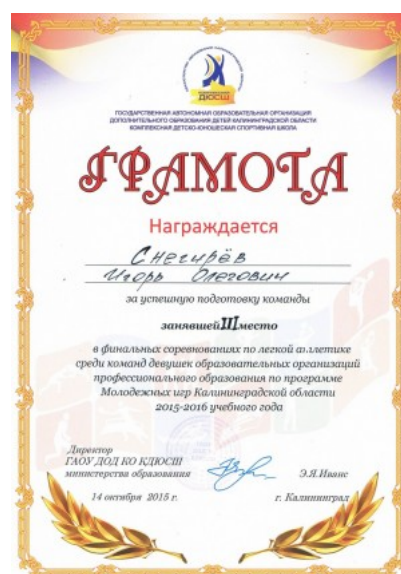 ДЮСШ
ГОСУДАРСТВЕННАЯ АВТОНОМНАЯ ОБРАЗОВАТЕЛЬНАЯ ОРГАНИЗАЦИЯ
ДОПОЛНИТЕЛЬНОГО ОБРАЗОВАНИЯ ДЕТЕЙ КАЛИНИНГРАДСКОЙ ОБЛАСТИ
КОМПЛЕКСНАЯ ДЕТСКО-ЮНОШЕСКАЯ СПОРТИВНАЯ ШКОЛА
ГРАМОТА
Награждается
Снегирёв
Игорь Олегович
за успешную подготовку команды
занявшей III место
в финальных соревнованиях по легкой атлетике
среди команд девушек образовательных организаций
профессионального образования по программе
Молодежных игр Калининградской области
2015-2016 учебного года
Директор
ГАОУ ДОД КО КДЮСШ
министерства образования Э.Я.Иванс
14 октября 2015 г. г. Калининград